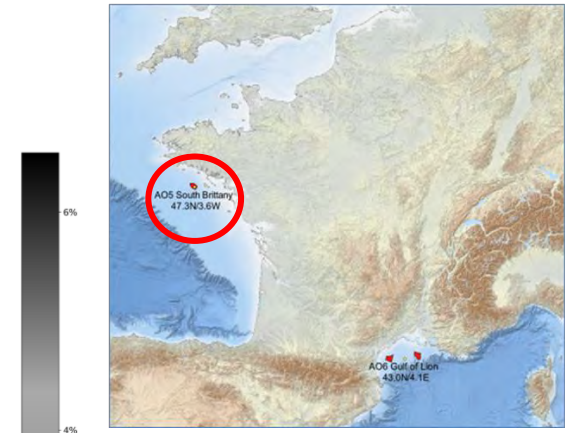 AO5 South Brittany
47.3N/3.6W
6%
AO6 Gulf of Lion
43.0N/4.1E
4%